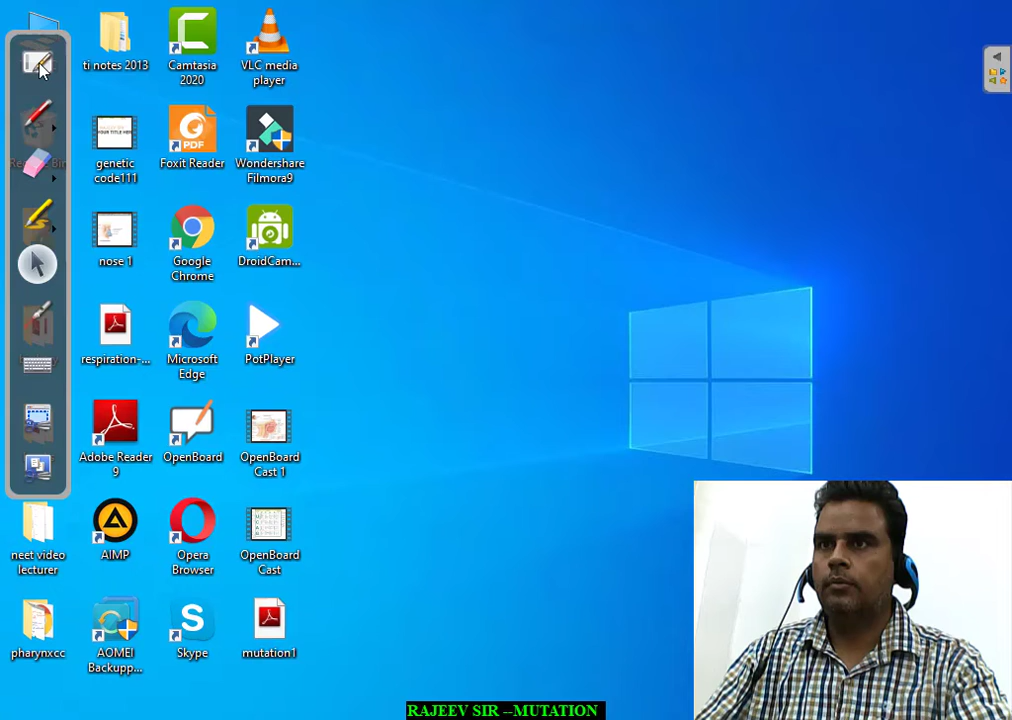 ti notes 2013
Camtasia
2020
VLC media
player
genetic
code111
Foxit Reader
Wondershare
Filmora9
nose 1
Google
Chrome
DroidCam...
respiration-...
Microsoft
Edge
PotPlayer
Adobe Reader
9
OpenBoard
OpenBoard
Cast 1
neet video
lecturer
AIMP
Opera
Browser
OpenBoard
Cast
pharynxcc
AOMEI
Backupp...
Skype
mutation1
PDF
RAJEEV SIR --MUTATION